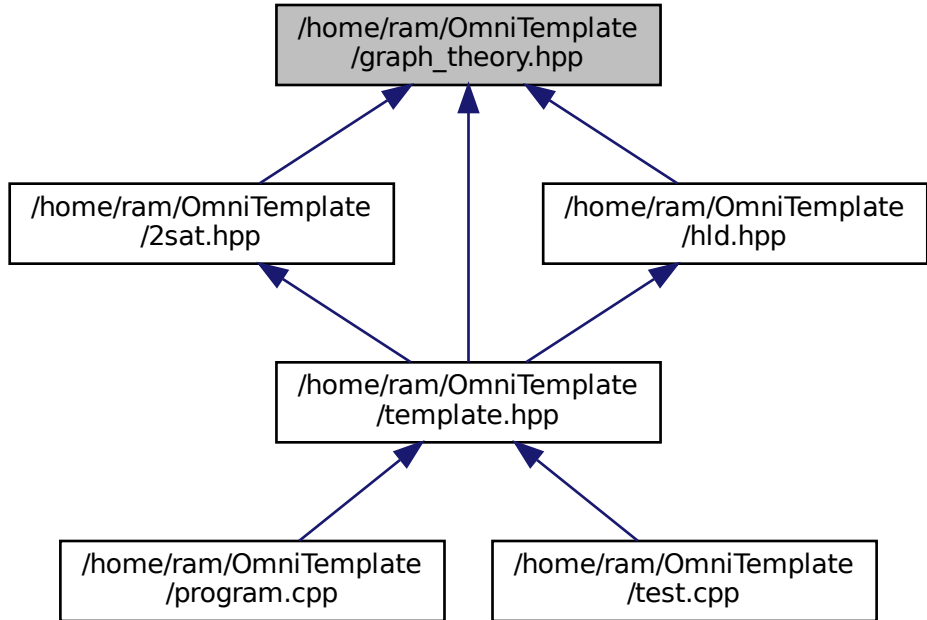 /home/ram/OmniTemplate
/graph_theory.hpp
/home/ram/OmniTemplate
/2sat.hpp
/home/ram/OmniTemplate
/hld.hpp
/home/ram/OmniTemplate
/template.hpp
/home/ram/OmniTemplate
/program.cpp
/home/ram/OmniTemplate
/test.cpp